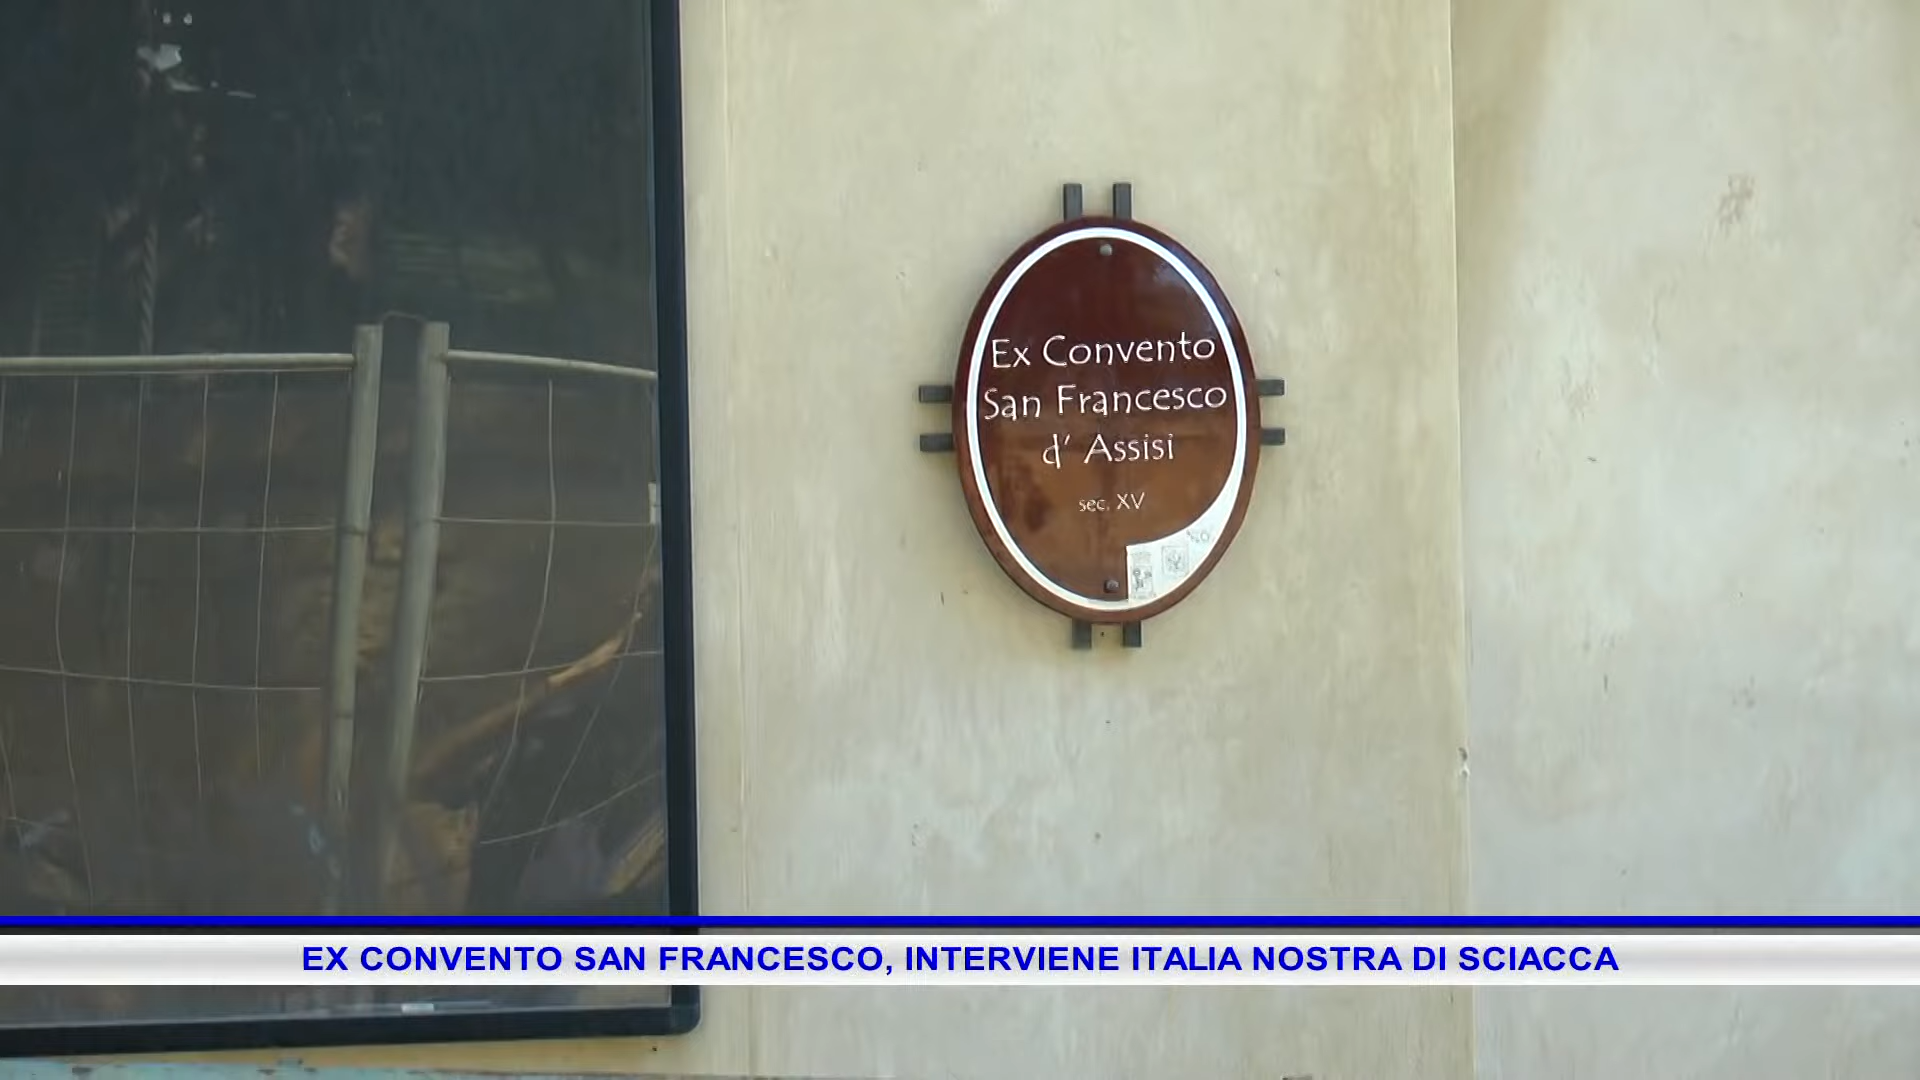 Ex Convento
San Francesco
d' Assisi
sec. XV
EX CONVENTO SAN FRANCESCO, INTERVIENE ITALIA NOSTRA DI SCIACCA